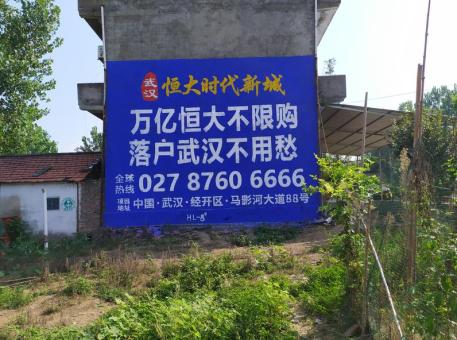 武汉 恒大时代新城
万亿恒大不限购
落户武汉不用愁
全球热线 027 8760 6666
项目地址 中国·武汉·经开区·马影河大道88号
HL-8